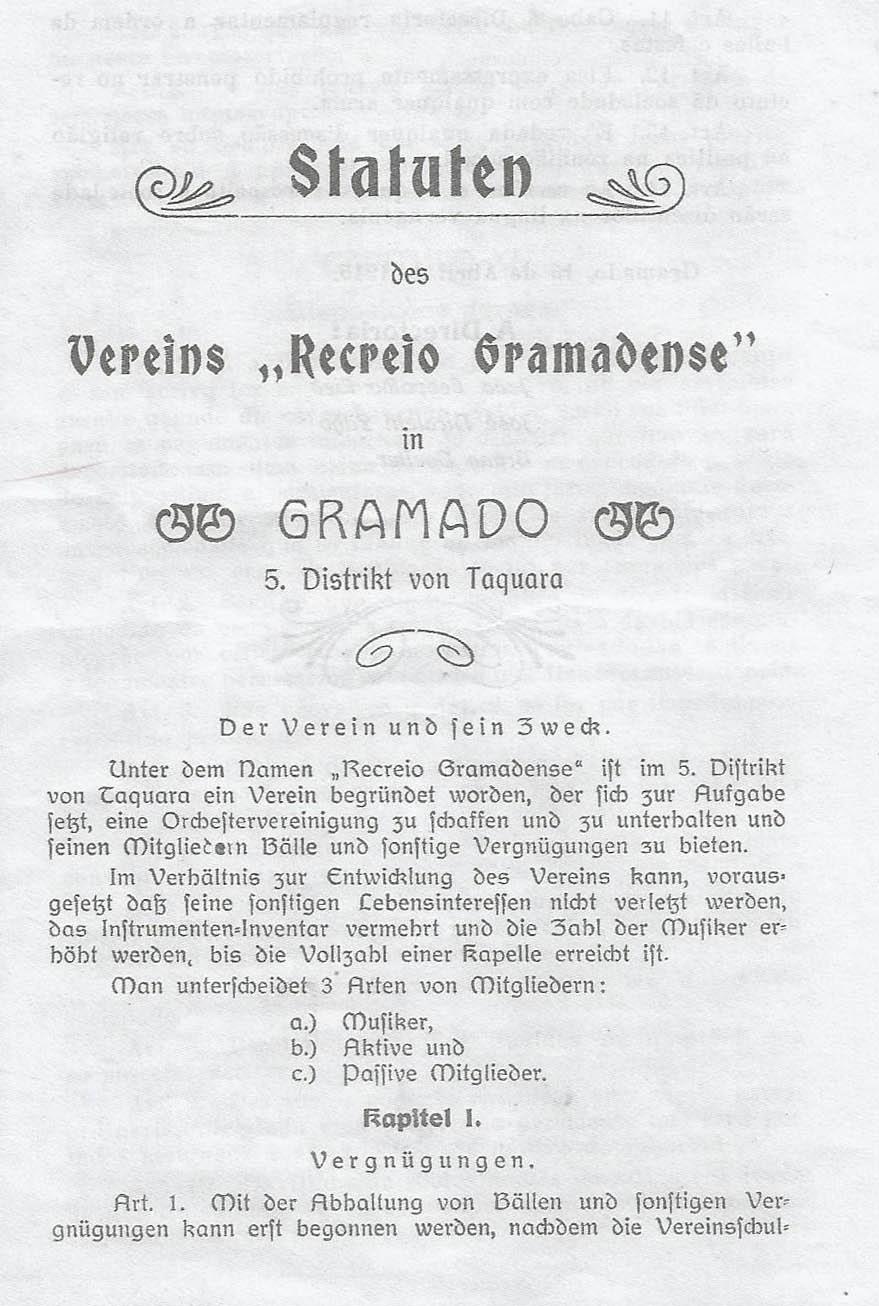 Statuten
des
Vereins „Recreio Gramadense”
in
GRAMADO
5. Distrikt von Taquara
Der Verein und ſein Zweck.
Unter dem Namen „Recreio Gramadense“ iſt im 5. Diſtrikt
von Taquara ein Verein begründet worden, der ſich zur Aufgabe
ſetzt, eine Orcheſtervereinigung zu ſchaffen und zu unterhalten und
ſeinen Mitgliedern Bälle und ſonſtige Vergnügungen zu bieten.
Im Verhältnis zur Entwicklung des Vereins kann, voraus-
geſetzt daß ſeine ſonſtigen Lebensintereſſen nicht verletzt werden,
das Inſtrumenten-Inventar vermehrt und die Zahl der Muſiker er-
höht werden, bis die Vollzahl einer Kapelle erreicht iſt.
Man unterſcheidet 3 Arten von Mitgliedern:
a.) Muſiker,
b.) Aktive und
c.) Paſſive Mitglieder.
Kapitel I.
Vergnügungen.
Art. 1. Mit der Abhaltung von Bällen und ſonſtigen Ver-
gnügungen kann erſt begonnen werden, nachdem die Vereinsſchul-